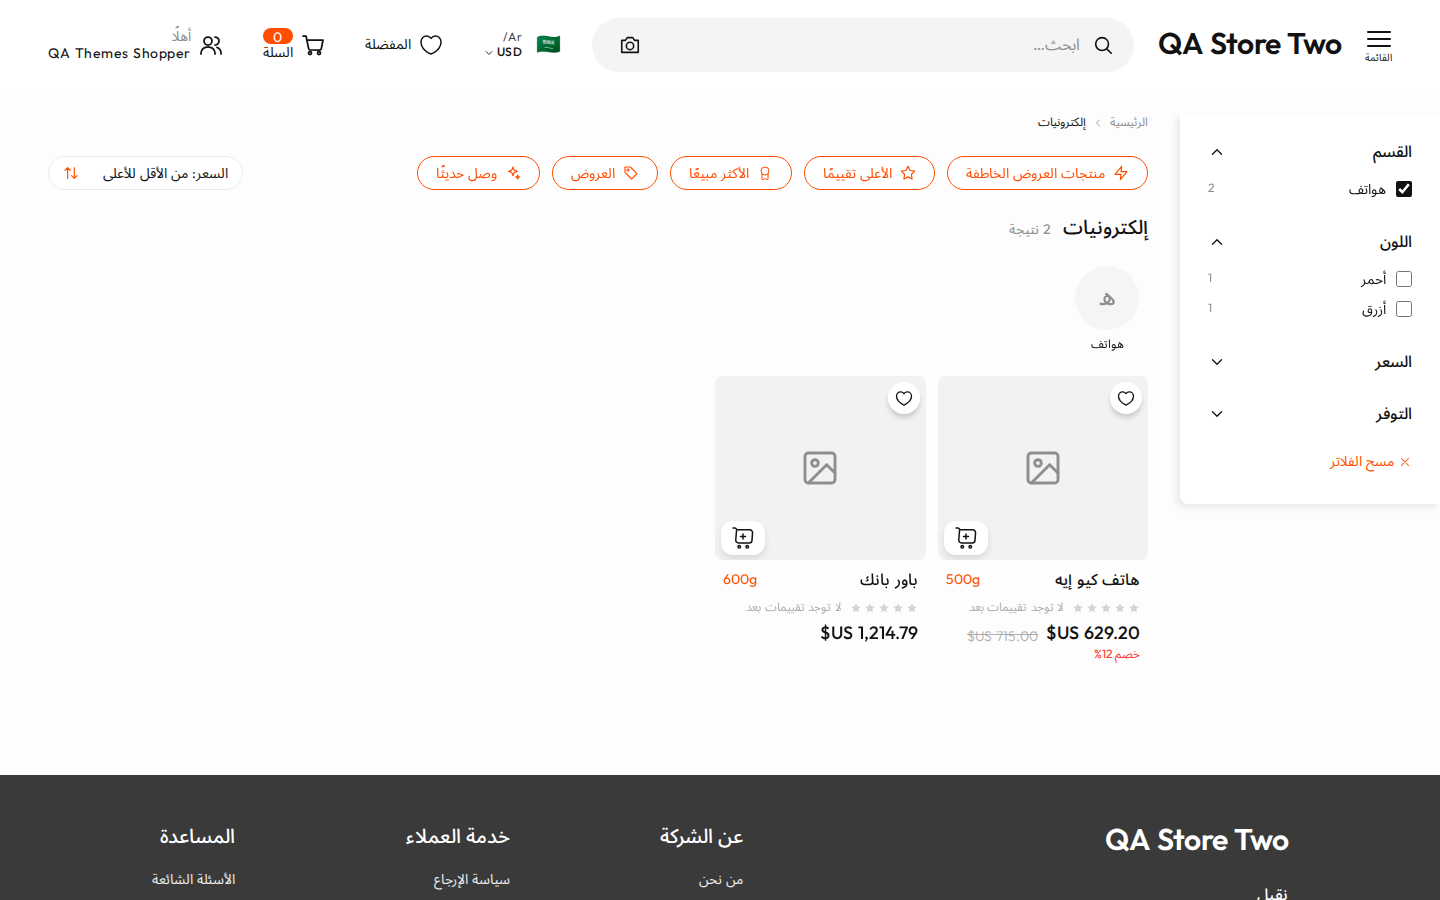 القائمة
QA Store Two
ابحث...
Ar/
USD
المفضلة
0
السلة
أهلًا
QA Themes Shopper
الرئيسية
إلكترونيات
القسم
هواتف
2
اللون
أحمر
1
أزرق
1
السعر
التوفر
مسح الفلاتر
منتجات العروض الخاطفة
الأعلى تقييمًا
الأكثر مبيعًا
العروض
وصل حديثًا
السعر: من الأقل للأعلى
إلكترونيات
2 نتيجة
هـ
هواتف
هاتف كيو إيه
500g
لا توجد تقييمات بعد
$US 629.20
$US 715.00
خصم 12%
باور بانك
600g
لا توجد تقييمات بعد
$US 1,214.79
QA Store Two
نقبل
عن الشركة
من نحن
خدمة العملاء
سياسة الإرجاع
المساعدة
الأسئلة الشائعة